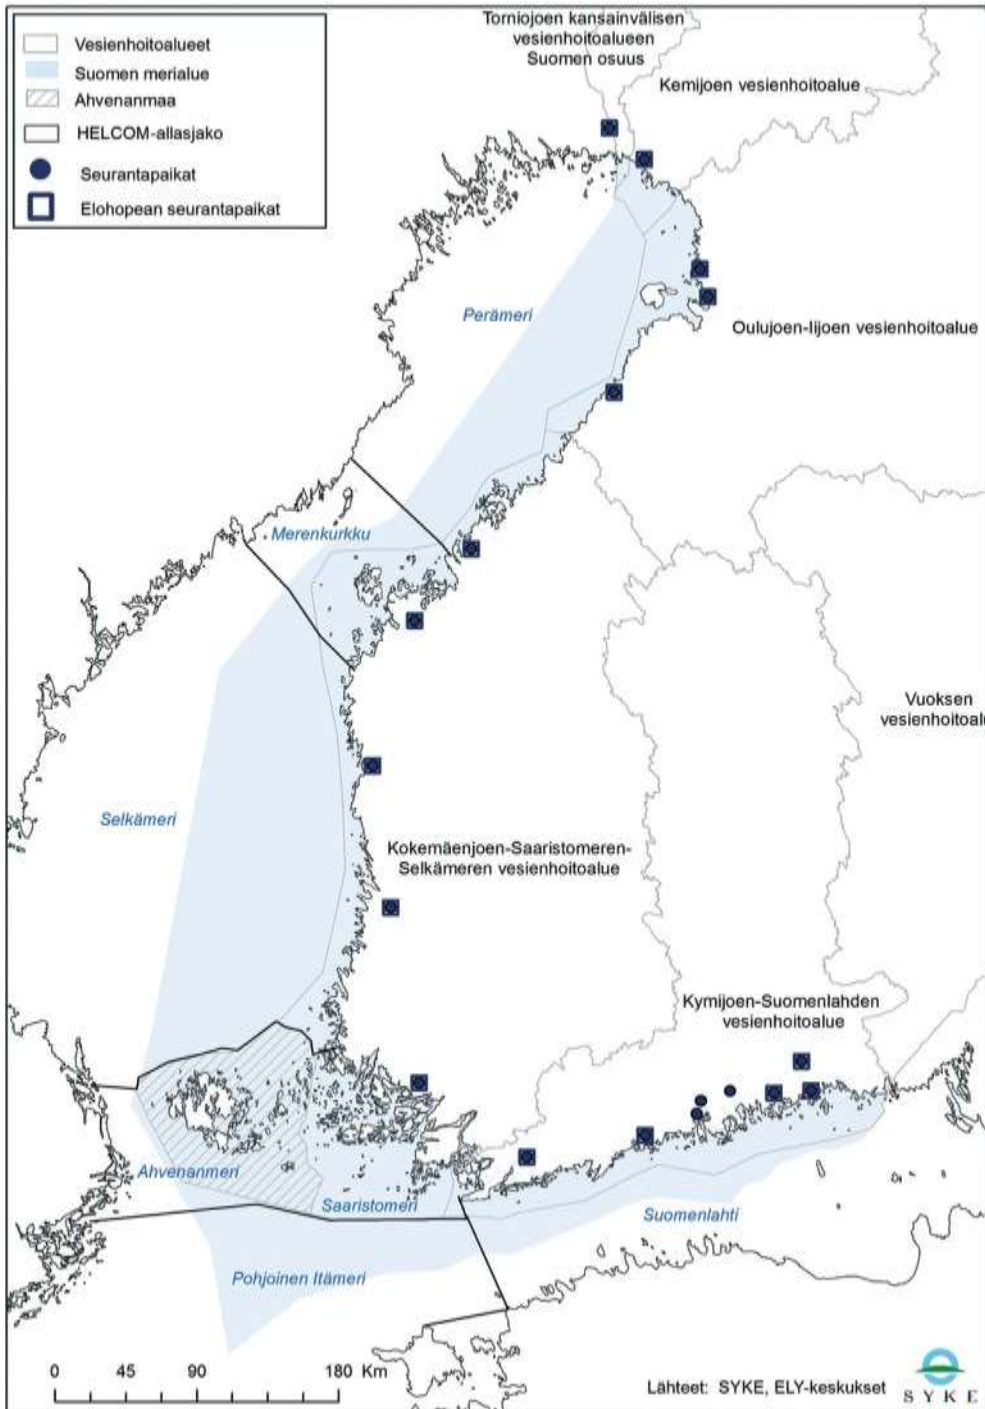 Vesienhoitoalueet
Suomen merialue
Ahvenanmaa
HELCOM-allasjako
Seurantapaikat
Elohopean seurantapaikat
Torniojoen kansainvälisen
vesienhoitoalueen
Suomen osuus
Kemijoen vesienhoitoalue
Perämeri
Oulujoen-Iijoen vesienhoitoalue
Merenkurkku
Vuoksen
vesienhoitoalu
Selkämeri
Kokemäenjoen-Saaristomeren-
Selkämeren vesienhoitoalue
Kymijoen-Suomenlahden
vesienhoitoalue
Ahvenanmeri
Saaristomeri
Suomenlahti
Pohjoinen Itämeri
0 45 90 180 Km
Lähteet: SYKE, ELY-keskukset
SYKE